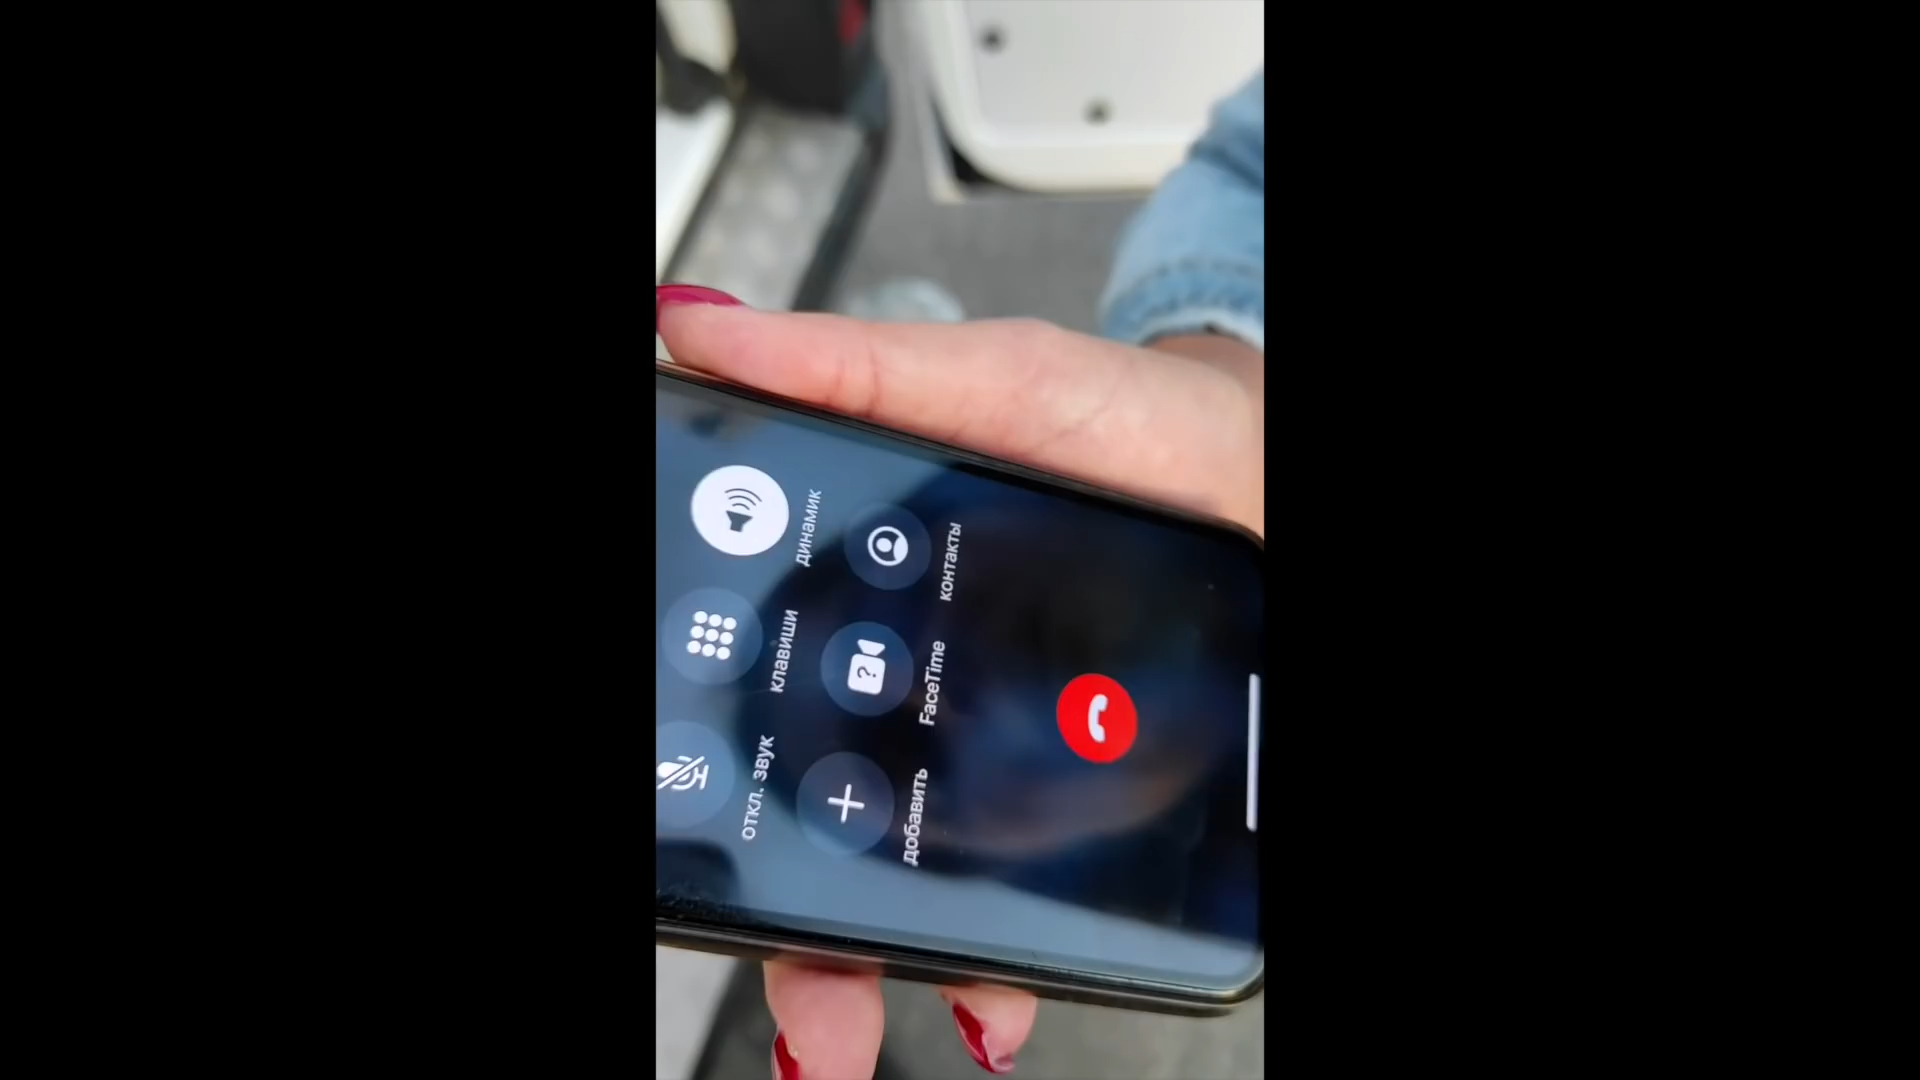 откл. звук
клавиши
динамик
добавить
FaceTime
контакты